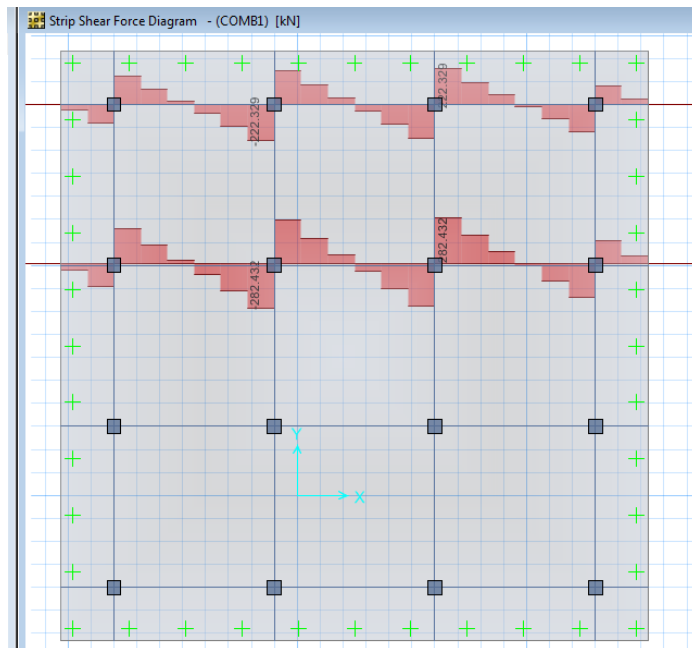 Strip Shear Force Diagram - (COMB1) [kN]
-222.329
222.329
-282.432
282.432
Y
X